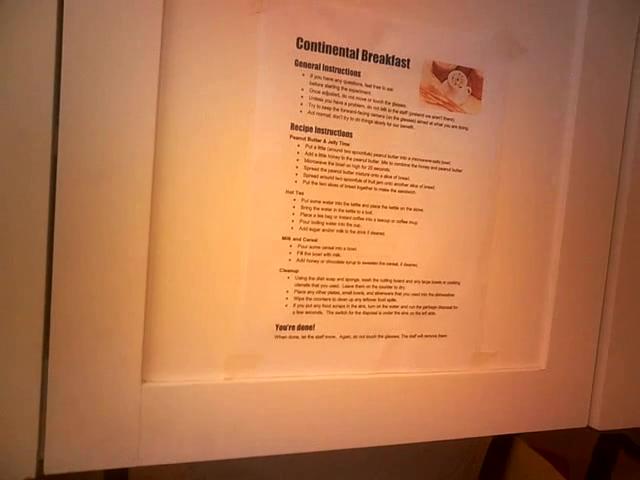 Continental Breakfast
General Instructions
• If you have any questions, feel free to ask
before starting the experiment.
• Once adjusted, do not move or touch the glasses.
• Unless you have a problem, do not talk to the staff (pretend we aren't there)
• Try to keep the forward-facing camera (on the glasses) aimed at what you are doing.
• Act normal, don't try to do things slowly for our benefit.
Recipe Instructions
Peanut Butter & Jelly Time
• Put a little (around two spoonfuls) peanut butter into a microwave-safe bowl.
• Add a little honey to the peanut butter. Mix to combine the honey and peanut butter
• Microwave the bowl on high for 20 seconds.
• Spread the peanut butter mixture onto a slice of bread.
• Spread around two spoonfuls of fruit jam onto another slice of bread.
• Put the two slices of bread together to make the sandwich.
Hot Tea
• Put some water into the kettle and place the kettle on the stove.
• Bring the water in the kettle to a boil.
• Place a tea bag or instant coffee into a teacup or coffee mug.
• Pour boiling water into the cup.
• Add sugar and/or milk to the drink if desired.
Milk and Cereal
• Pour some cereal into a bowl.
• Fill the bowl with milk.
• Add honey or chocolate syrup to sweeten the cereal, if desired.
Cleanup
• Using the dish soap and sponge, wash the cutting board and any large bowls or cooking
utensils that you used. Leave them on the counter to dry.
• Place any other plates, small bowls, and silverware that you used into the dishwasher.
• Wipe the counters to clean up any leftover food spills.
• If you put any food scraps in the sink, turn on the water and run the garbage disposal for
a few seconds. The switch for the disposal is under the sink on the left side.
You're done!
When done, let the staff know. Again, do not touch the glasses; The staff will remove them.